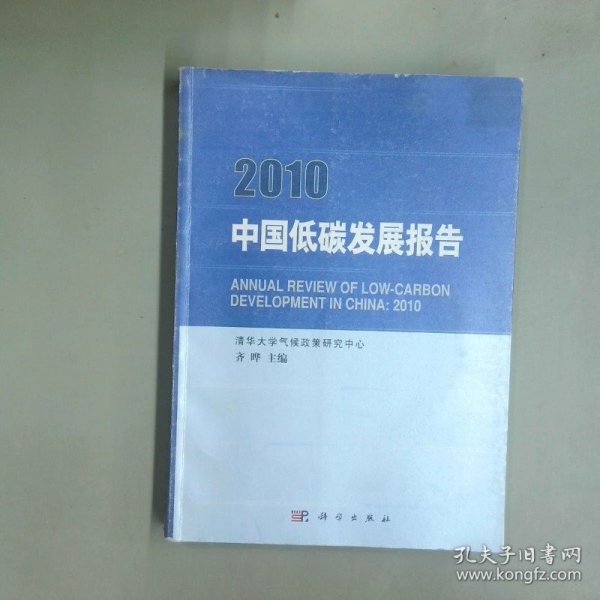 2010
中国低碳发展报告
ANNUAL REVIEW OF LOW-CARBON
DEVELOPMENT IN CHINA: 2010
清华大学气候政策研究中心
齐晔 主编
SP 科学出版社
孔夫子旧书网
www.kongfz.com